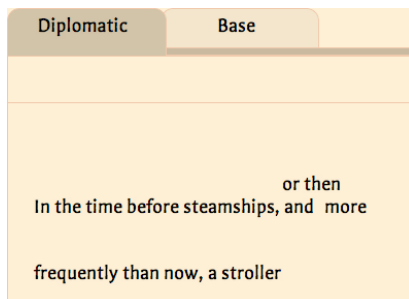 Diplomatic Base
or then
In the time before steamships, and more
frequently than now, a stroller